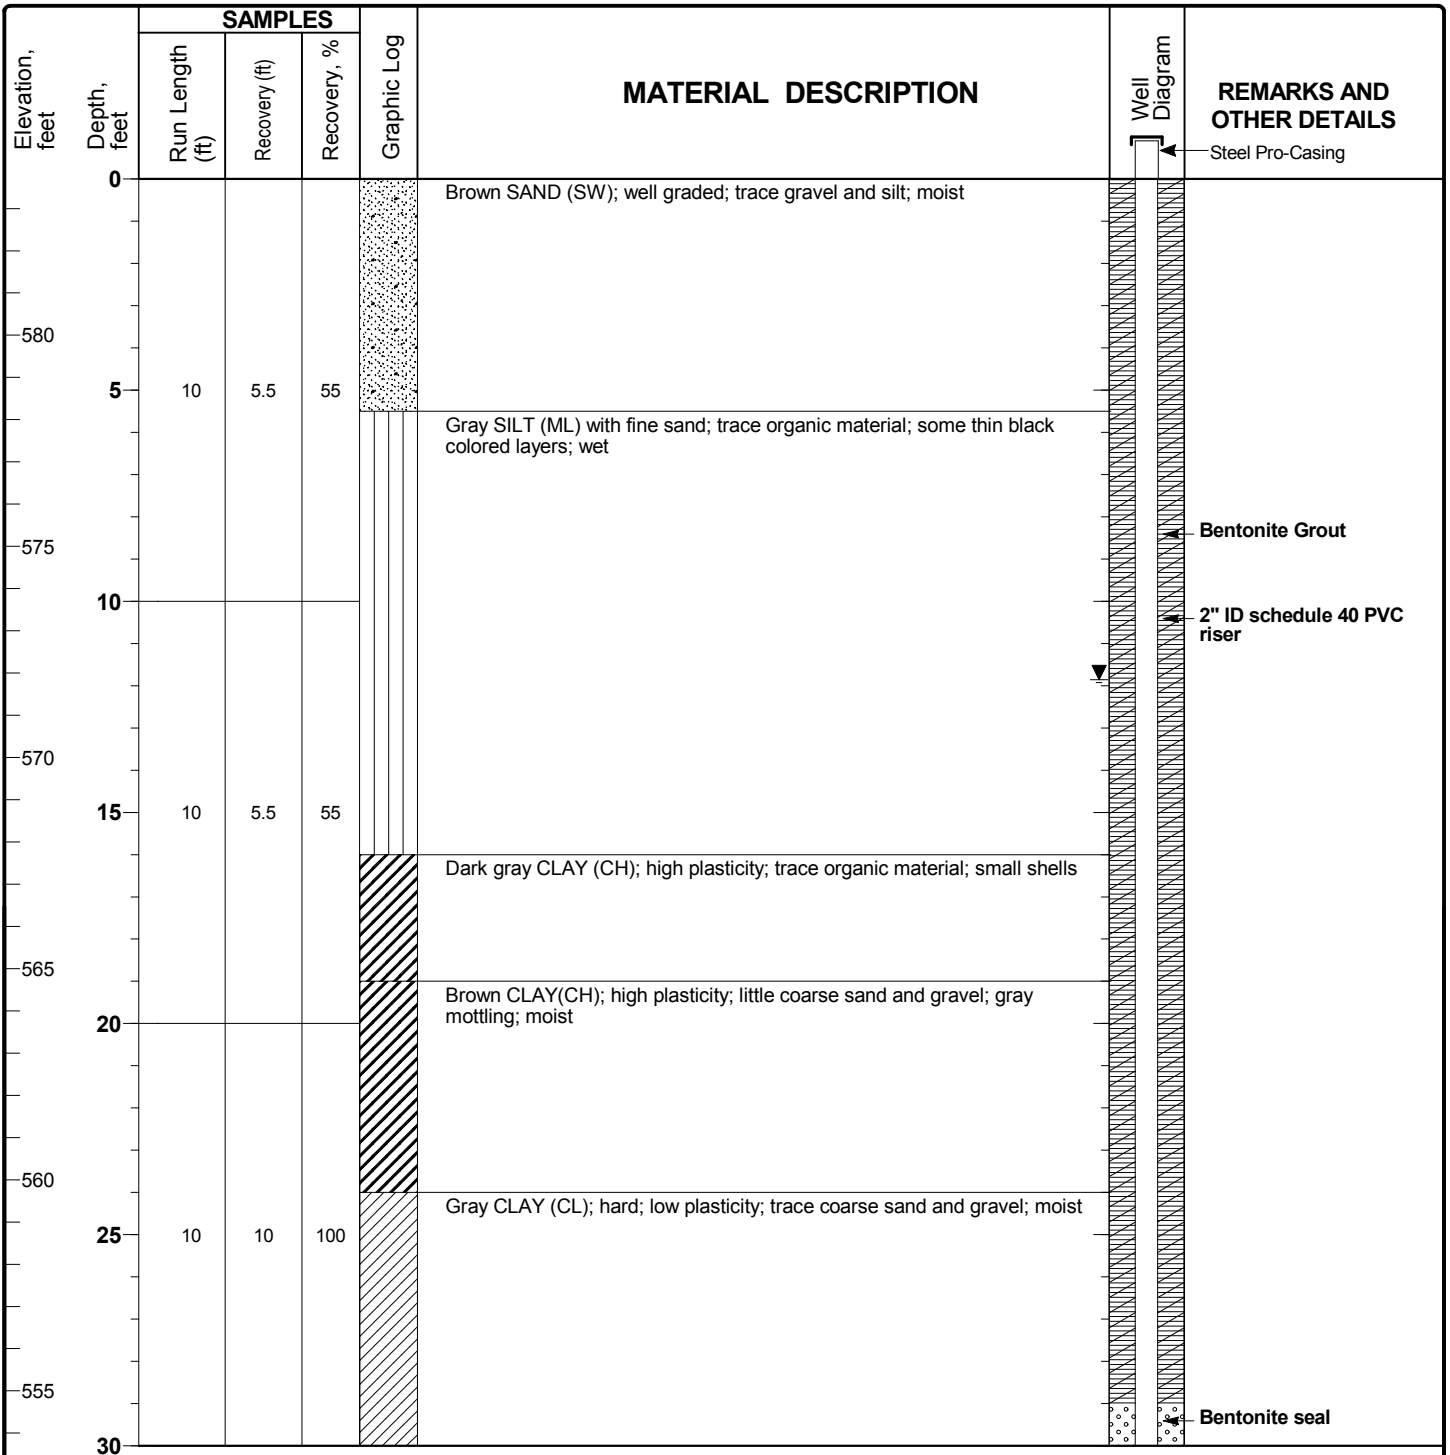 SAMPLES
Elevation,
feet
Depth,
feet
Run Length
(ft)
Recovery (ft)
Recovery, %
Graphic Log
MATERIAL DESCRIPTION
Well
Diagram
REMARKS AND
OTHER DETAILS
Steel Pro-Casing
0
Brown SAND (SW); well graded; trace gravel and silt; moist
580
5
10 5.5 55
Gray SILT (ML) with fine sand; trace organic material; some thin black
colored layers; wet
Bentonite Grout
575
10
2" ID schedule 40 PVC
riser
570
15
10 5.5 55
Dark gray CLAY (CH); high plasticity; trace organic material; small shells
565
Brown CLAY(CH); high plasticity; little coarse sand and gravel; gray
mottling; moist
20
560
Gray CLAY (CL); hard; low plasticity; trace coarse sand and gravel; moist
25
10 10 100
555
Bentonite seal
30